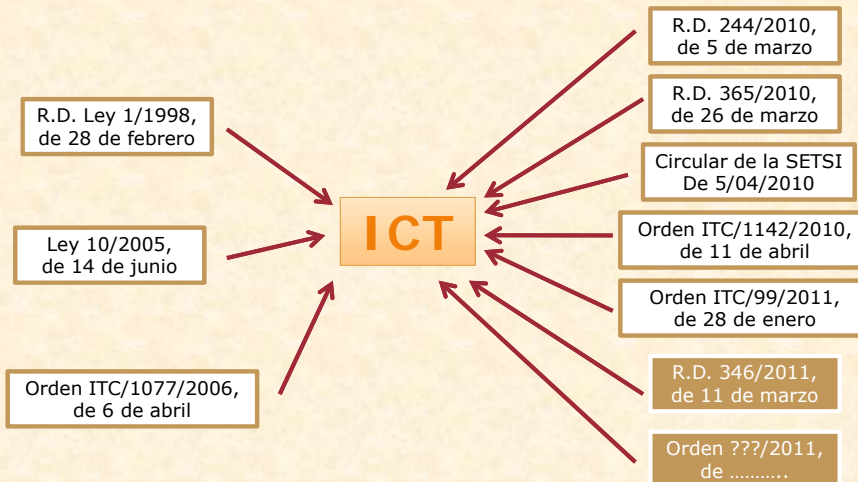 R.D. Ley 1/1998,
de 28 de febrero
Ley 10/2005,
de 14 de junio
Orden ITC/1077/2006,
de 6 de abril
ICT
R.D. 244/2010,
de 5 de marzo
R.D. 365/2010,
de 26 de marzo
Circular de la SETSI
De 5/04/2010
Orden ITC/1142/2010,
de 11 de abril
Orden ITC/99/2011,
de 28 de enero
R.D. 346/2011,
de 11 de marzo
Orden ???/2011,
de ………..